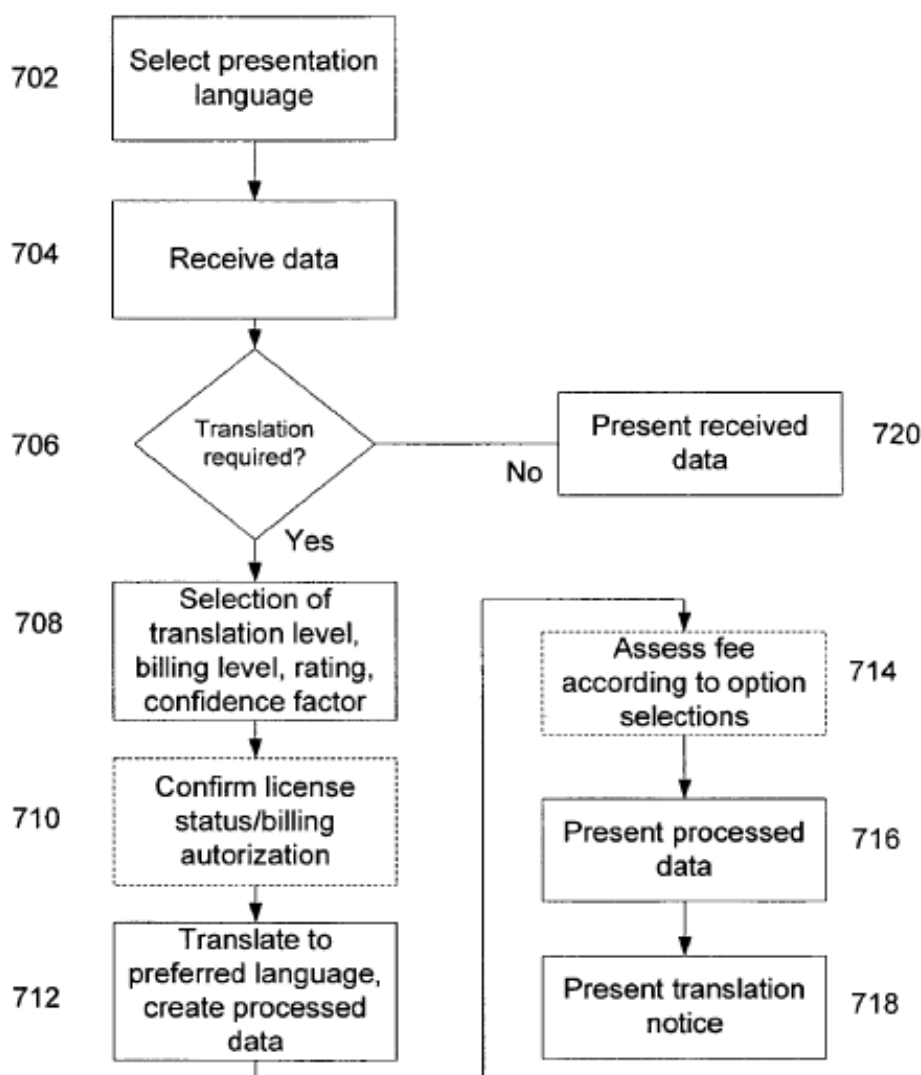 702
Select presentation
language
704
Receive data
706
Translation
required?
No
Present received
data
720
Yes
708
Selection of
translation level,
billing level, rating,
confidence factor
710
Confirm license
status/billing
autorization
712
Translate to
preferred language,
create processed
data
Assess fee
according to option
selections
714
Present processed
data
716
Present translation
notice
718